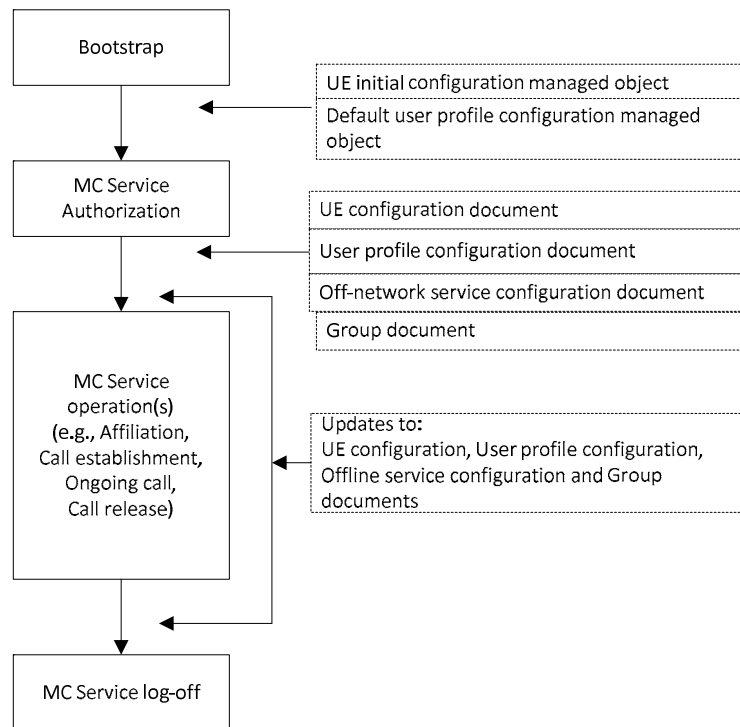 Bootstrap
UE initial configuration managed object
Default user profile configuration managed
object
MC Service
Authorization
UE configuration document
User profile configuration document
Off-network service configuration document
Group document
MC Service
operation(s)
(e.g., Affiliation,
Call establishment,
Ongoing call,
Call release)
Updates to:
UE configuration, User profile configuration,
Offline service configuration and Group
documents
MC Service log-off